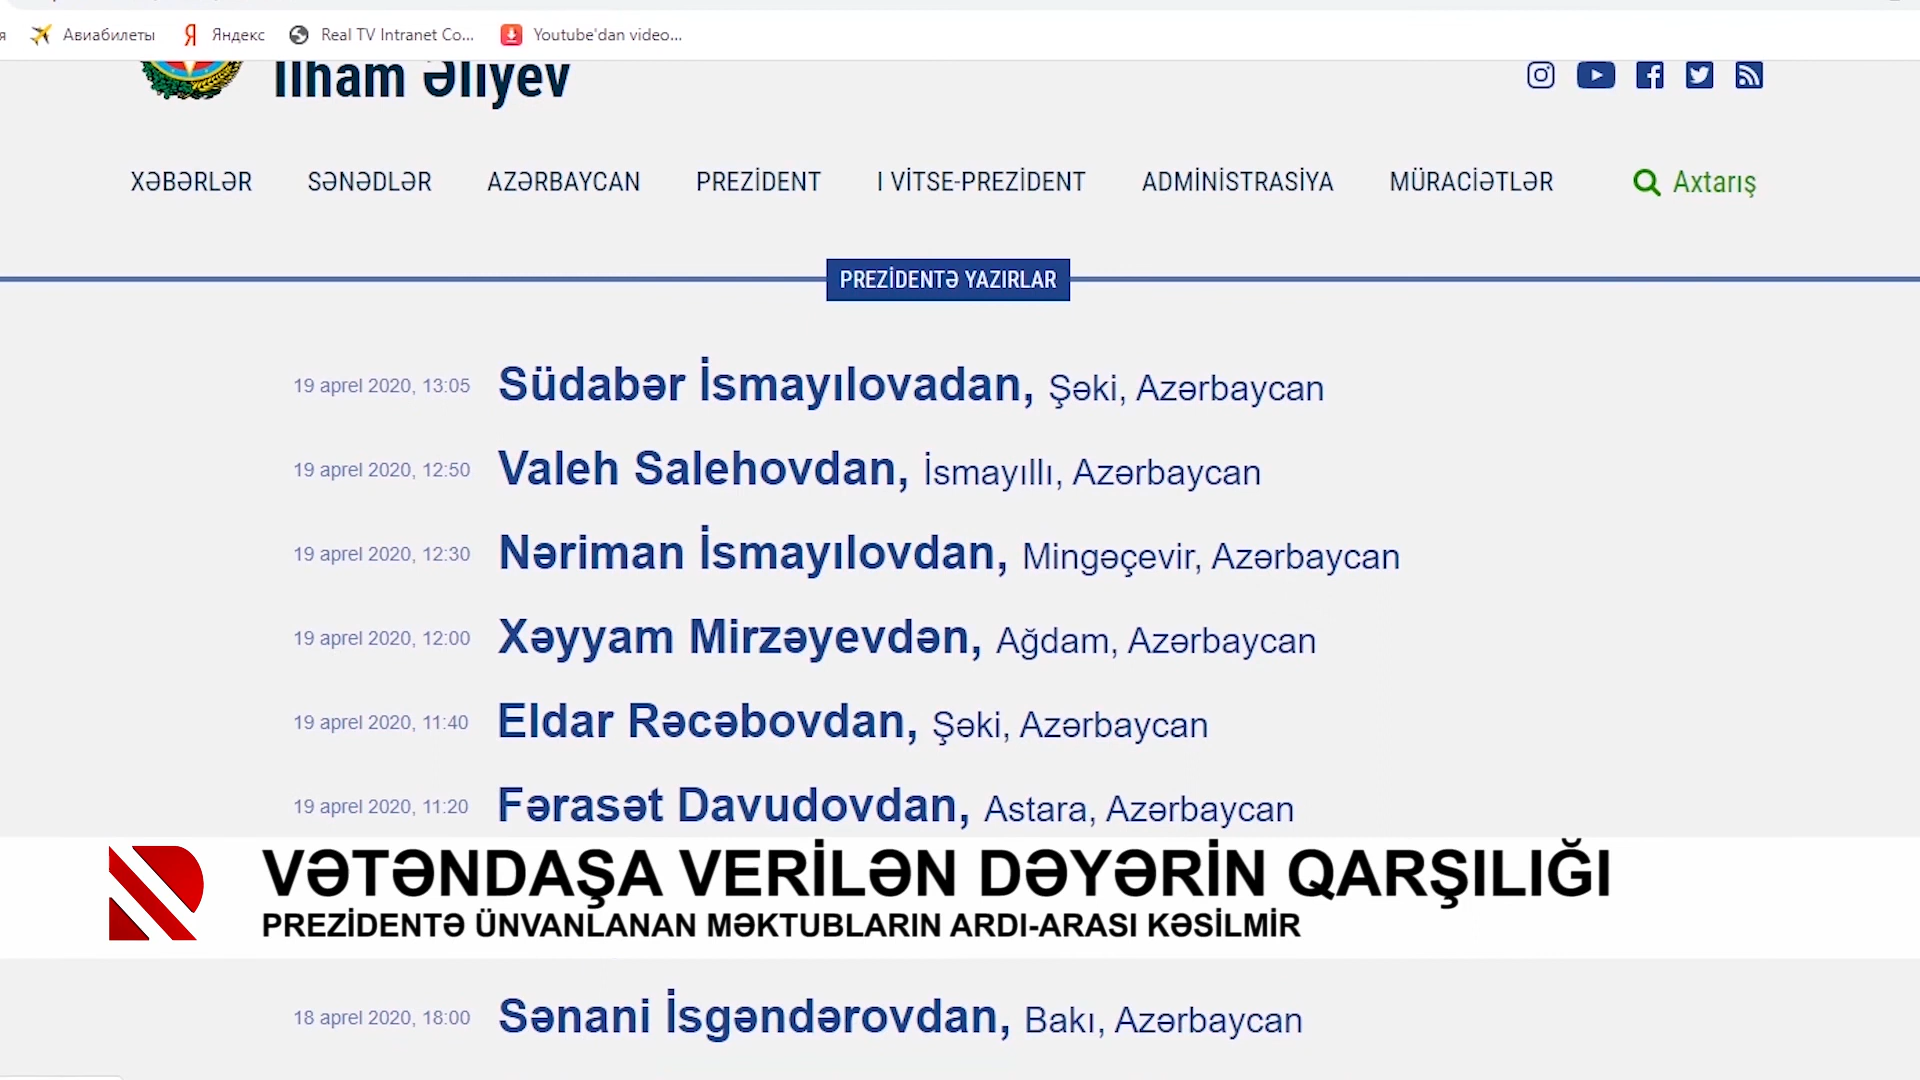 Авиабилеты Яндекс Real TV Intranet Co... Youtube'dan video...
İlham Əliyev
XƏBƏRLƏR SƏNƏDLƏR AZƏRBAYCAN PREZİDENT I VİTSE-PREZİDENT ADMİNİSTRASİYA MÜRACİƏTLƏR Axtarış
PREZİDENTƏ YAZIRLAR
19 aprel 2020, 13:05 Südabər İsmayılovadan, Şəki, Azərbaycan
19 aprel 2020, 12:50 Valeh Salehovdan, İsmayıllı, Azərbaycan
19 aprel 2020, 12:30 Nəriman İsmayılovdan, Mingəçevir, Azərbaycan
19 aprel 2020, 12:00 Xəyyam Mirzəyevdən, Ağdam, Azərbaycan
19 aprel 2020, 11:40 Eldar Rəcəbovdan, Şəki, Azərbaycan
19 aprel 2020, 11:20 Fərasət Davudovdan, Astara, Azərbaycan
VƏTƏNDAŞA VERİLƏN DƏYƏRİN QARŞILIĞI
PREZİDENTƏ ÜNVANLANAN MƏKTUBLARIN ARDI-ARASI KƏSİLMİR
18 aprel 2020, 18:00 Sənani İsgəndərovdan, Bakı, Azərbaycan